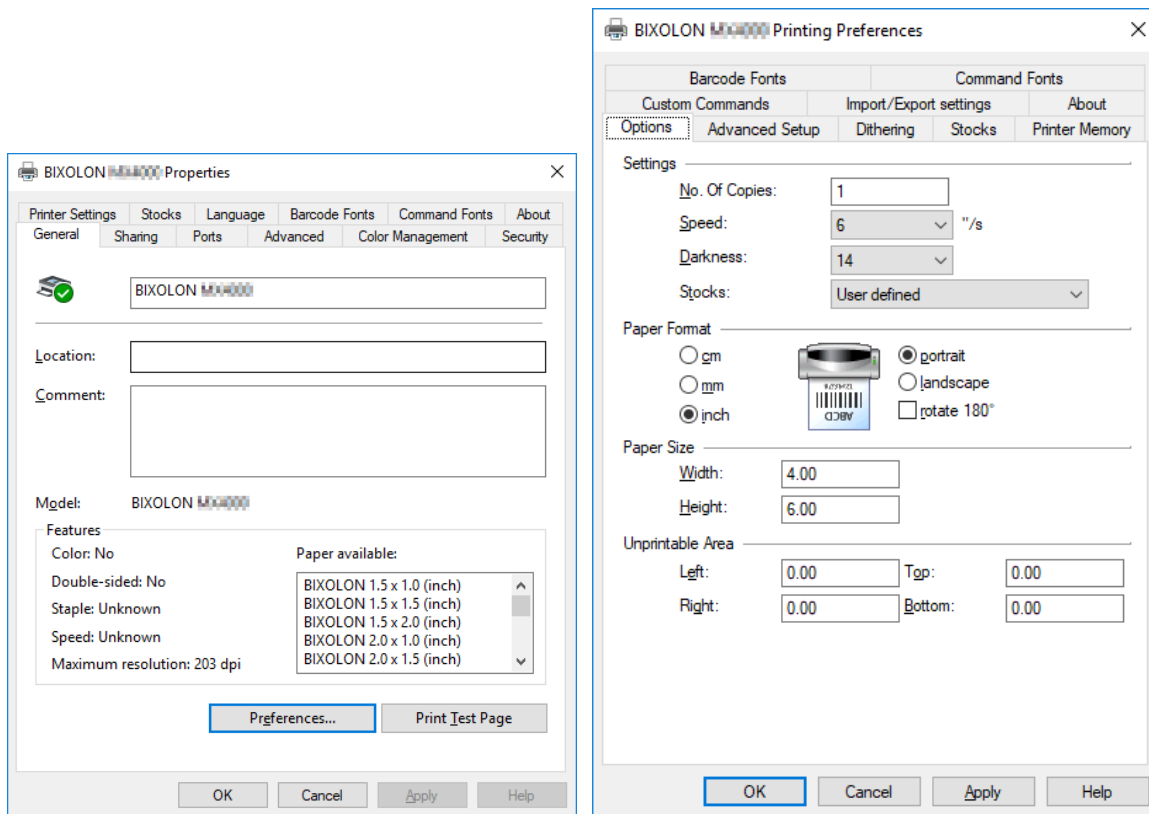 BIXOLON Properties
Printer Settings Stocks Language Barcode Fonts Command Fonts About
General Sharing Ports Advanced Color Management Security
BIXOLON
Location:
Comment:
Model: BIXOLON
Features
Color: No
Double-sided: No
Staple: Unknown
Speed: Unknown
Maximum resolution: 203 dpi
Paper available:
BIXOLON 1.5 x 1.0 (inch)
BIXOLON 1.5 x 1.5 (inch)
BIXOLON 1.5 x 2.0 (inch)
BIXOLON 2.0 x 1.0 (inch)
BIXOLON 2.0 x 1.5 (inch)
Preferences... Print Test Page
OK Cancel Apply Help
BIXOLON Printing Preferences
Barcode Fonts Command Fonts
Custom Commands Import/Export settings About
Options Advanced Setup Dithering Stocks Printer Memory
Settings
No. Of Copies: 1
Speed: 6 "/s
Darkness: 14
Stocks: User defined
Paper Format
cm
mm
inch
ABCD
portrait
landscape
rotate 180°
Paper Size
Width: 4.00
Height: 6.00
Unprintable Area
Left: 0.00 Top: 0.00
Right: 0.00 Bottom: 0.00
OK Cancel Apply Help